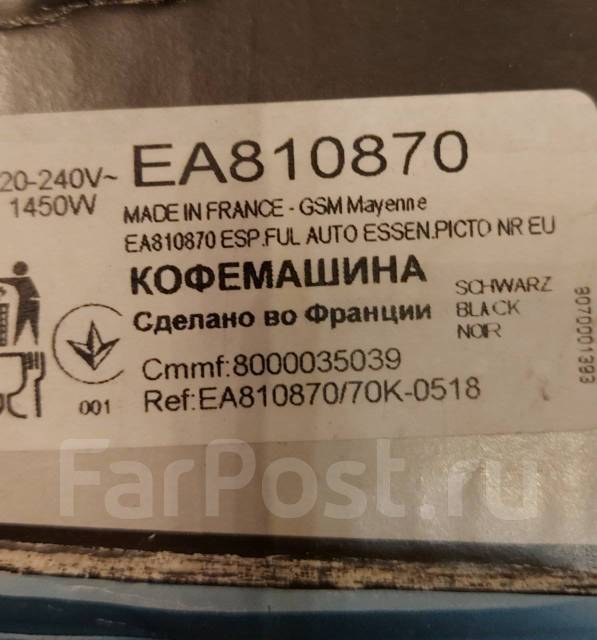 EA810870
20-240V~
1450W
MADE IN FRANCE - GSM Mayenne
EA810870 ESP.FUL AUTO ESSEN.PICTO NR EU
КОФЕМАШИНА
Сделано во Франции
SCHWARZ
BLACK
NOIR
9070001393
Cmmf:8000035039
Ref:EA810870/70K-0518
001
FarPost.ru